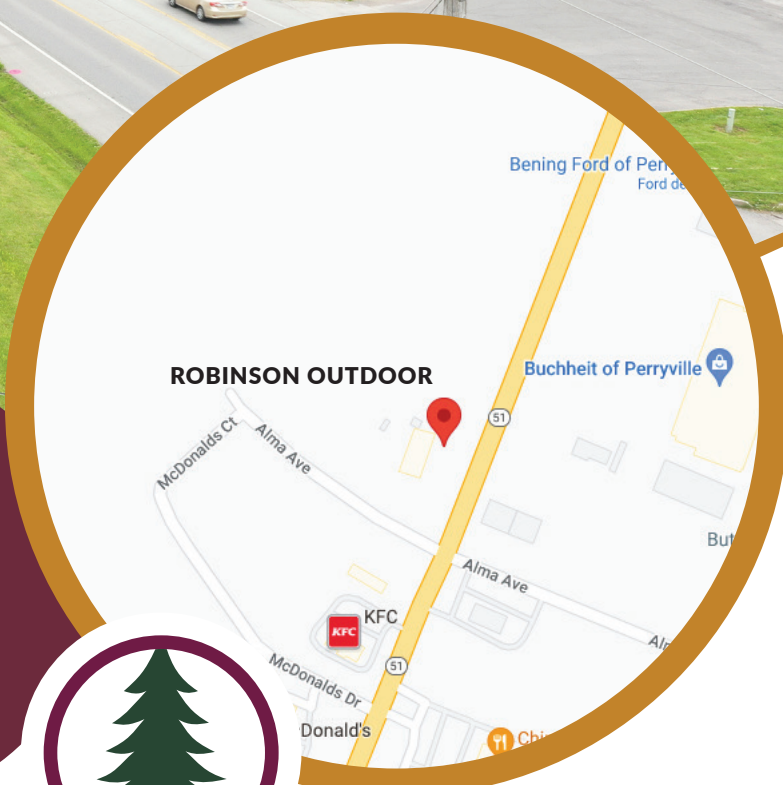 Bening Ford of Perry
Ford de
ROBINSON OUTDOOR
Buchheit of Perryville
51
McDonalds Ct
Alma Ave
But
Alma Ave
KFC
KFC
51
McDonalds Dr
Donald's
Chi